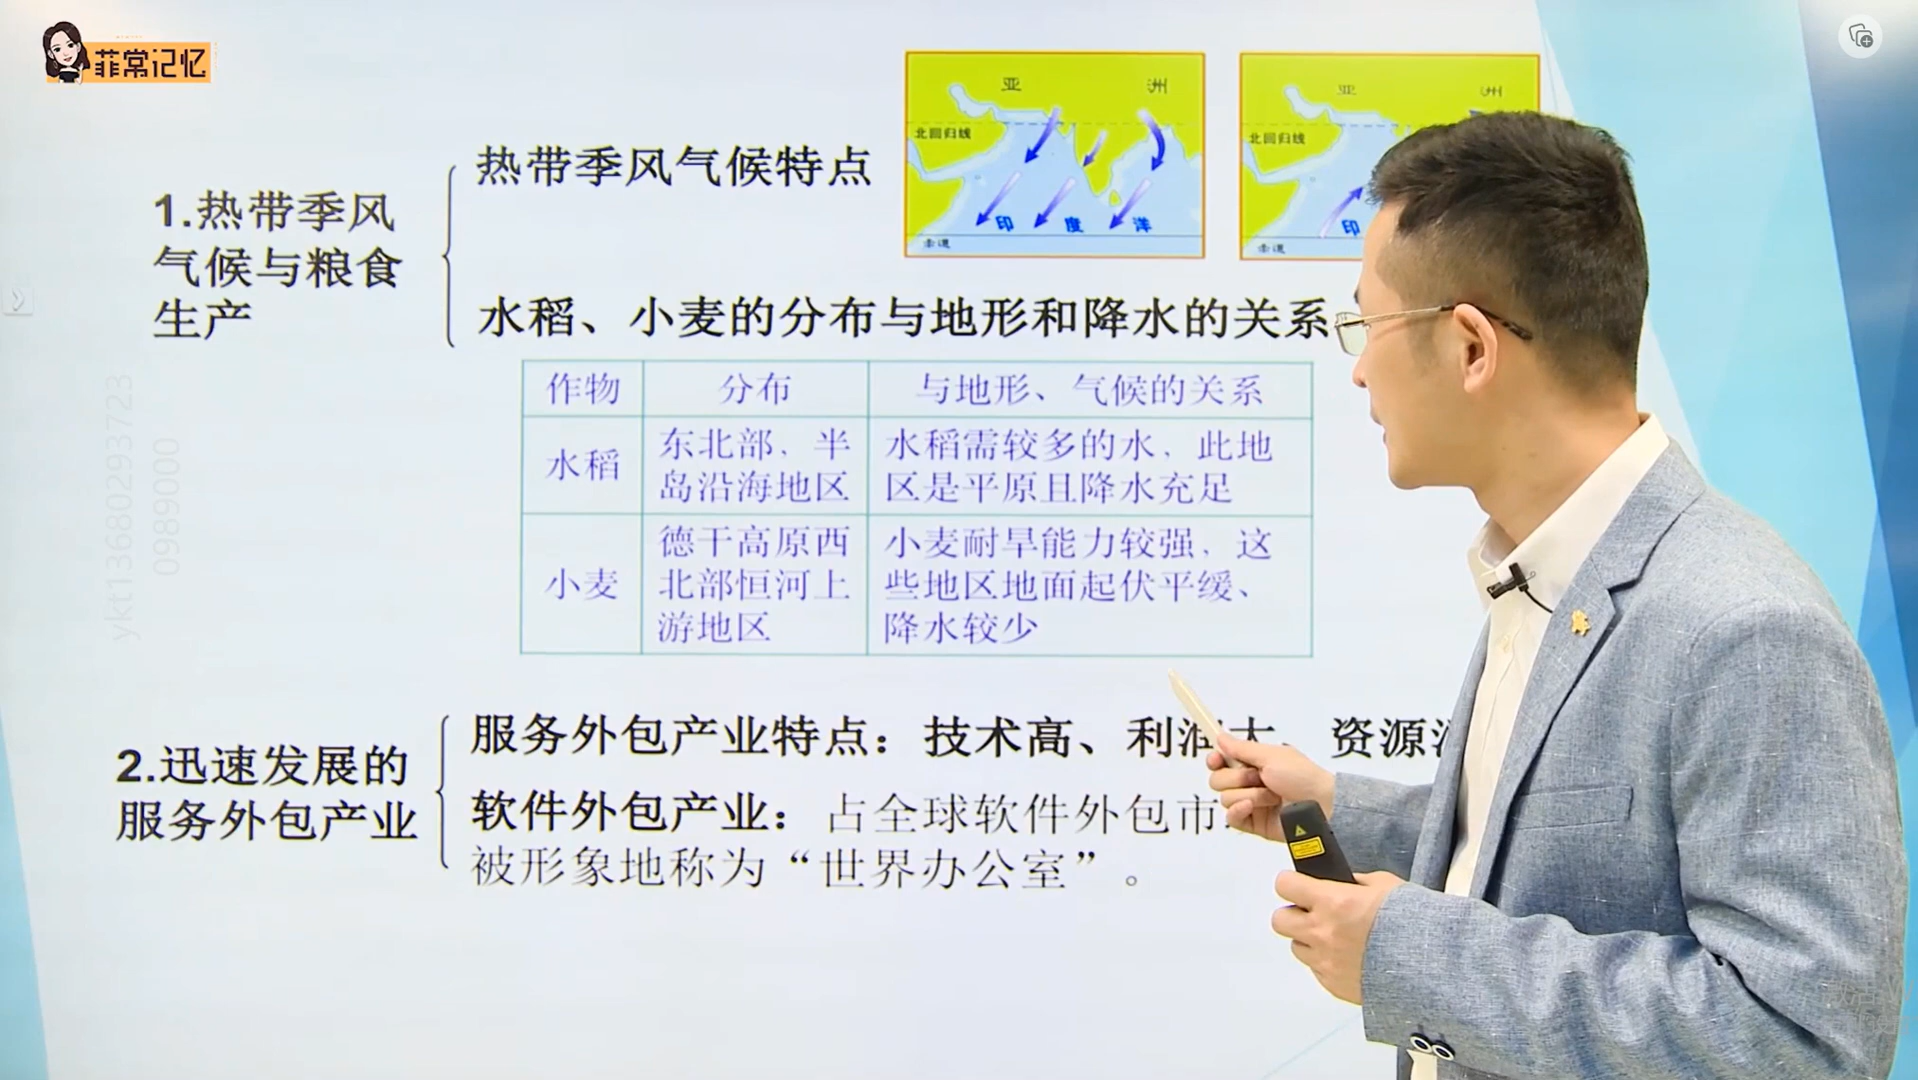 菲常记忆
亚 洲
北回归线
印 度 洋
赤道
亚 洲
北回归线
印
赤道
1.热带季风
气候与粮食
生产
热带季风气候特点
水稻、小麦的分布与地形和降水的关系
作物 分布 与地形、气候的关系
水稻 东北部，半岛沿海地区 水稻需较多的水，此地区是平原且降水充足
小麦 德干高原西北部恒河上游地区 小麦耐旱能力较强，这些地区地面起伏平缓、降水较少
2.迅速发展的
服务外包产业
服务外包产业特点：技术高、利润大、资源
软件外包产业：占全球软件外包市
被形象地称为“世界办公室”。
ykt13680293723
0989000